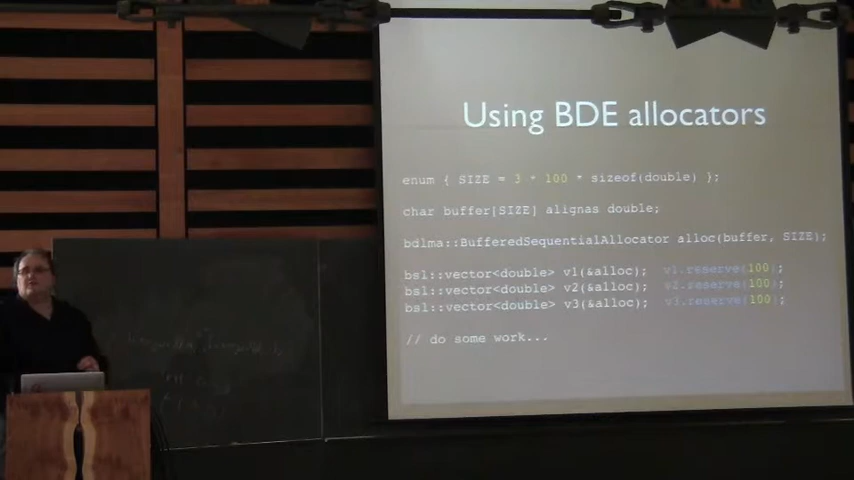 Using BDE allocators
enum { SIZE = 3 * 100 * sizeof(double) };
char buffer[SIZE] alignas double;
bdlma::BufferedSequentialAllocator alloc(buffer, SIZE);
bsl::vector<double> v1(&alloc); v1.reserve(100);
bsl::vector<double> v2(&alloc); v2.reserve(100);
bsl::vector<double> v3(&alloc); v3.reserve(100);
// do some work...